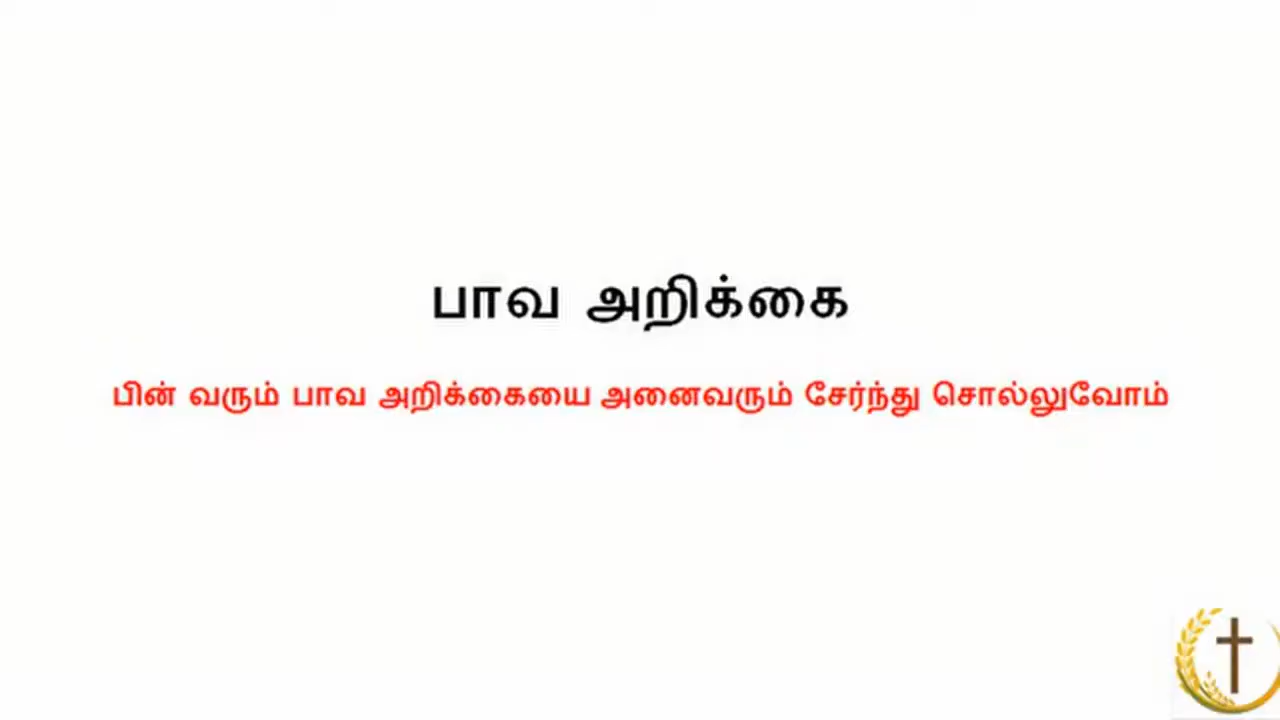 பாவ அறிக்கை
பின் வரும் பாவ அறிக்கையை அனைவரும் சேர்ந்து சொல்லுவோம்